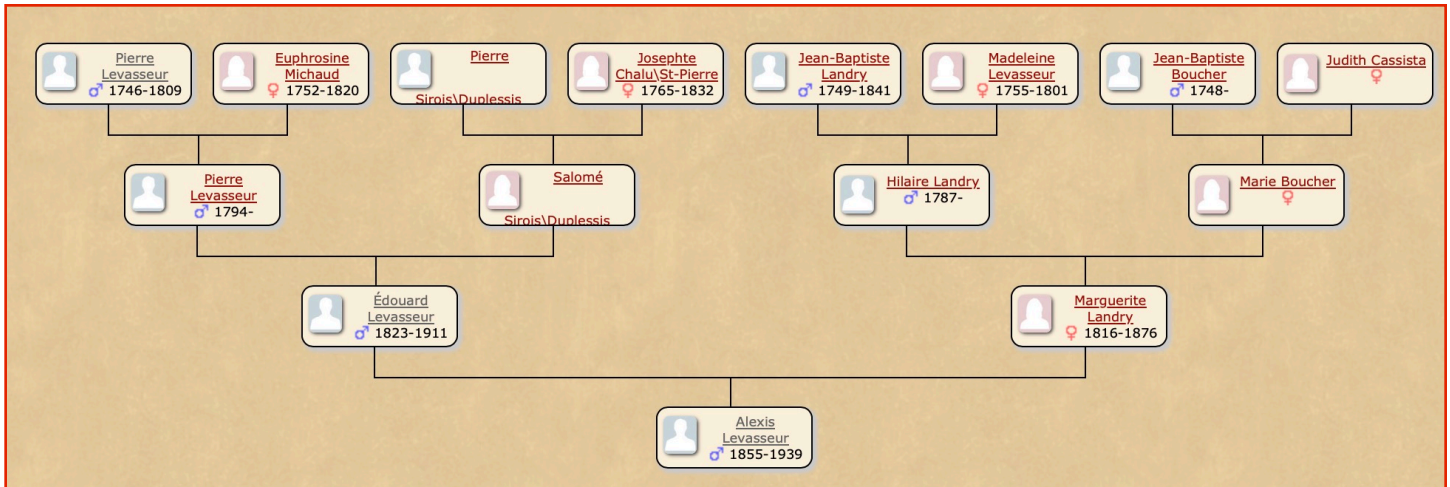 Pierre
Levasseur
♂ 1746-1809
Euphrosine
Michaud
♀ 1752-1820
Pierre
Sirois\Duplessis
Josephte
Chalu\St-Pierre
♀ 1765-1832
Jean-Baptiste
Landry
♂ 1749-1841
Madeleine
Levasseur
♀ 1755-1801
Jean-Baptiste
Boucher
♂ 1748-
Judith Cassista
♀
Pierre
Levasseur
♂ 1794-
Salomé
Sirois\Duplessis
Hilaire Landry
♂ 1787-
Marie Boucher
♀
Édouard
Levasseur
♂ 1823-1911
Marguerite
Landry
♀ 1816-1876
Alexis
Levasseur
♂ 1855-1939